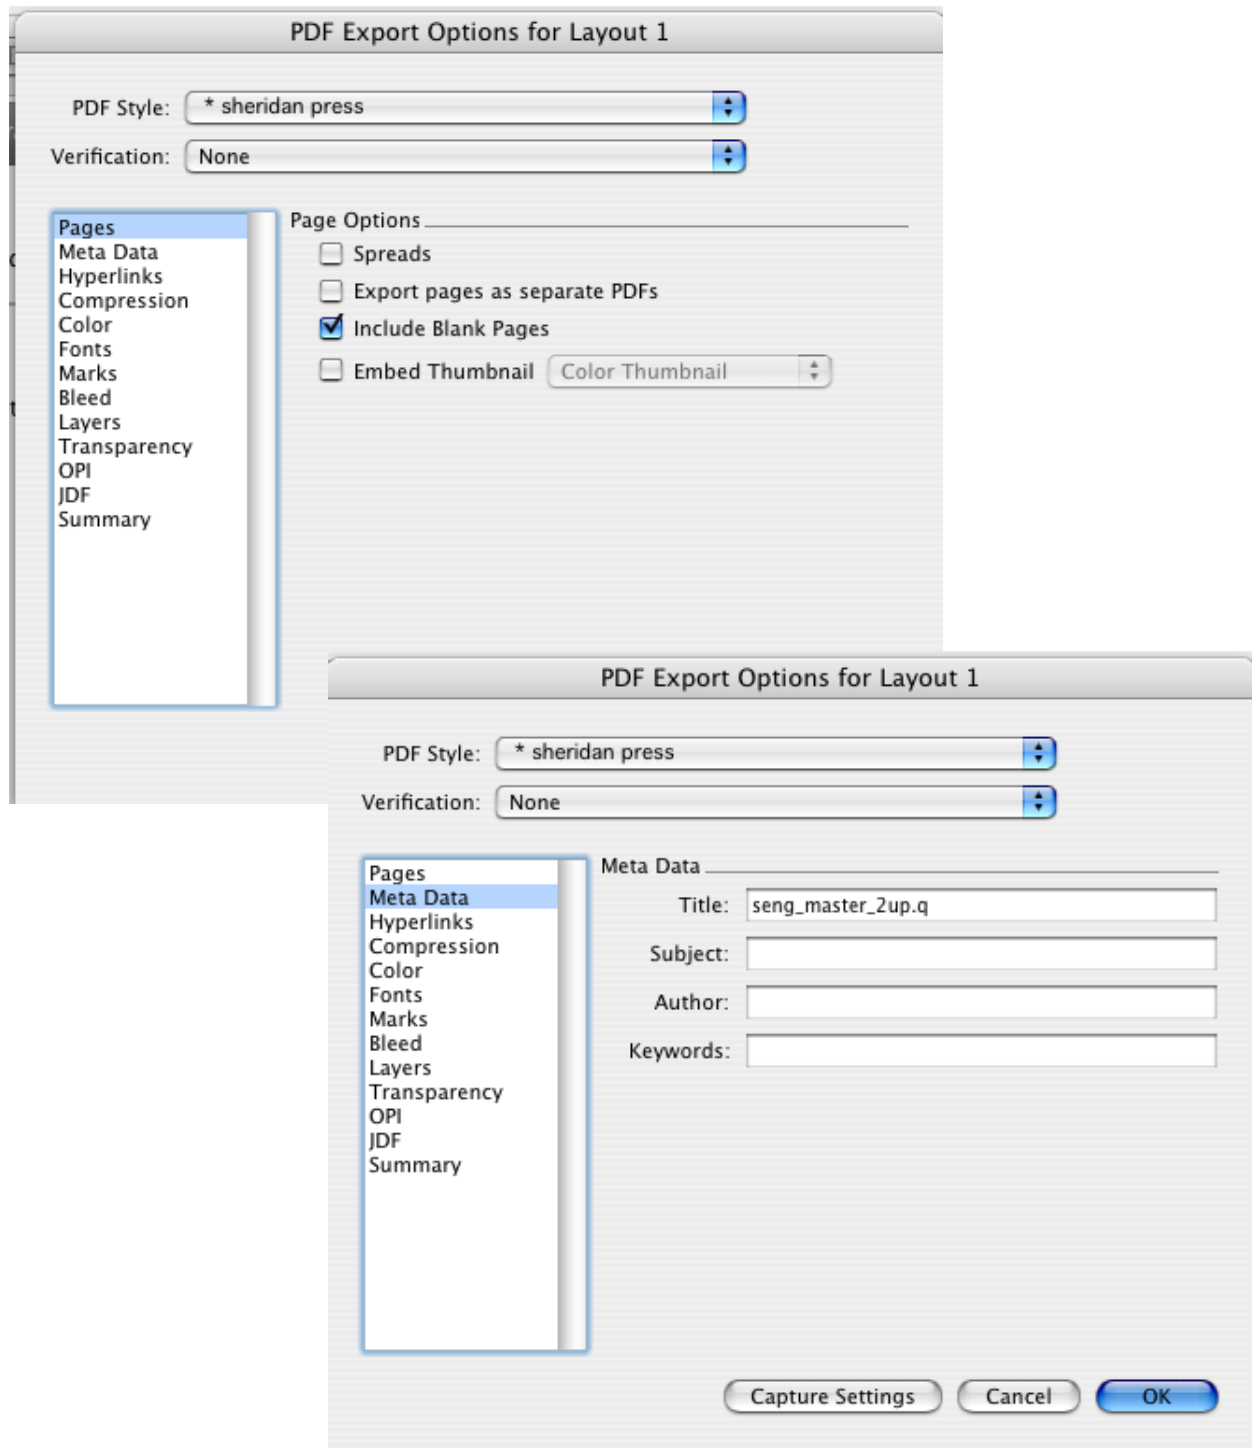 PDF Export Options for Layout 1
PDF Style: * sheridan press
Verification: None
Pages
Meta Data
Hyperlinks
Compression
Color
Fonts
Marks
Bleed
Layers
Transparency
OPI
JDF
Summary
Page Options
Spreads
Export pages as separate PDFs
Include Blank Pages
Embed Thumbnail Color Thumbnail
PDF Export Options for Layout 1
PDF Style: * sheridan press
Verification: None
Pages
Meta Data
Hyperlinks
Compression
Color
Fonts
Marks
Bleed
Layers
Transparency
OPI
JDF
Summary
Meta Data
Title: seng_master_2up.q
Subject:
Author:
Keywords:
Capture Settings Cancel OK